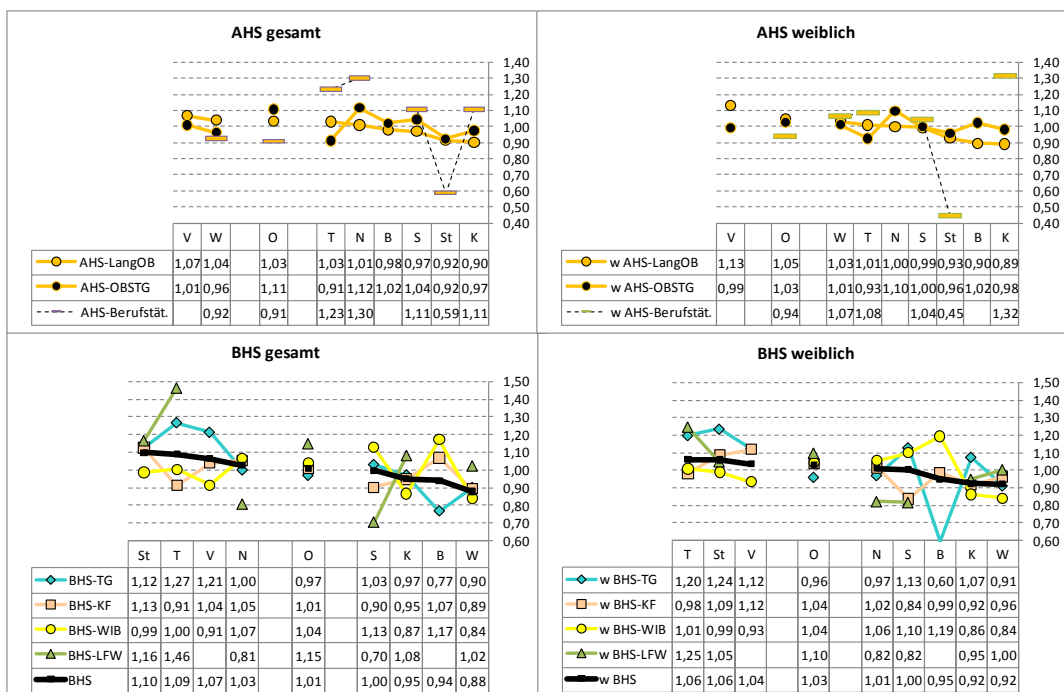 AHS gesamt
1,40
1,30
1,20
1,10
1,00
0,90
0,80
0,70
0,60
0,50
0,40
V W O T N B S St K
AHS-LangOB 1,07 1,04 1,03 1,03 1,01 0,98 0,97 0,92 0,90
AHS-OBSTG 1,01 0,96 1,11 0,91 1,12 1,02 1,04 0,92 0,97
AHS-Berufstät. 0,92 0,91 1,23 1,30 1,11 0,59 1,11
AHS weiblich
1,40
1,30
1,20
1,10
1,00
0,90
0,80
0,70
0,60
0,50
0,40
V O W T N S St B K
w AHS-LangOB 1,13 1,05 1,03 1,01 1,00 0,99 0,93 0,90 0,89
w AHS-OBSTG 0,99 1,03 1,01 0,93 1,10 1,00 0,96 1,02 0,98
w AHS-Berufstät. 0,94 1,07 1,08 1,04 0,45 1,32
BHS gesamt
1,50
1,40
1,30
1,20
1,10
1,00
0,90
0,80
0,70
0,60
St T V N O S K B W
BHS-TG 1,12 1,27 1,21 1,00 0,97 1,03 0,97 0,77 0,90
BHS-KF 1,13 0,91 1,04 1,05 1,01 0,90 0,95 1,07 0,89
BHS-WIB 0,99 1,00 0,91 1,07 1,04 1,13 0,87 1,17 0,84
BHS-LFW 1,16 1,46 0,81 1,15 0,70 1,08 1,02
BHS 1,10 1,09 1,07 1,03 1,01 1,00 0,95 0,94 0,88
BHS weiblich
1,50
1,40
1,30
1,20
1,10
1,00
0,90
0,80
0,70
0,60
T St V O N S B K W
w BHS-TG 1,20 1,24 1,12 0,96 0,97 1,13 0,60 1,07 0,91
w BHS-KF 0,98 1,09 1,12 1,04 1,02 0,84 0,99 0,92 0,96
w BHS-WIB 1,01 0,99 0,93 1,04 1,06 1,10 1,19 0,86 0,84
w BHS-LFW 1,25 1,05 1,10 0,82 0,82 0,95 1,00
w BHS 1,06 1,06 1,04 1,03 1,01 1,00 0,95 0,92 0,92